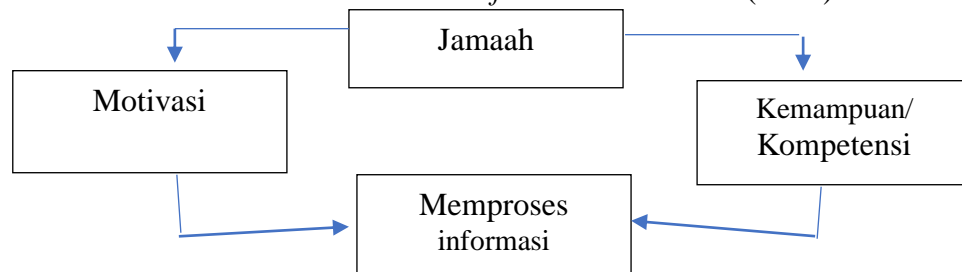 Jamaah
Motivasi
Kemampuan/
Kompetensi
Memproses
informasi